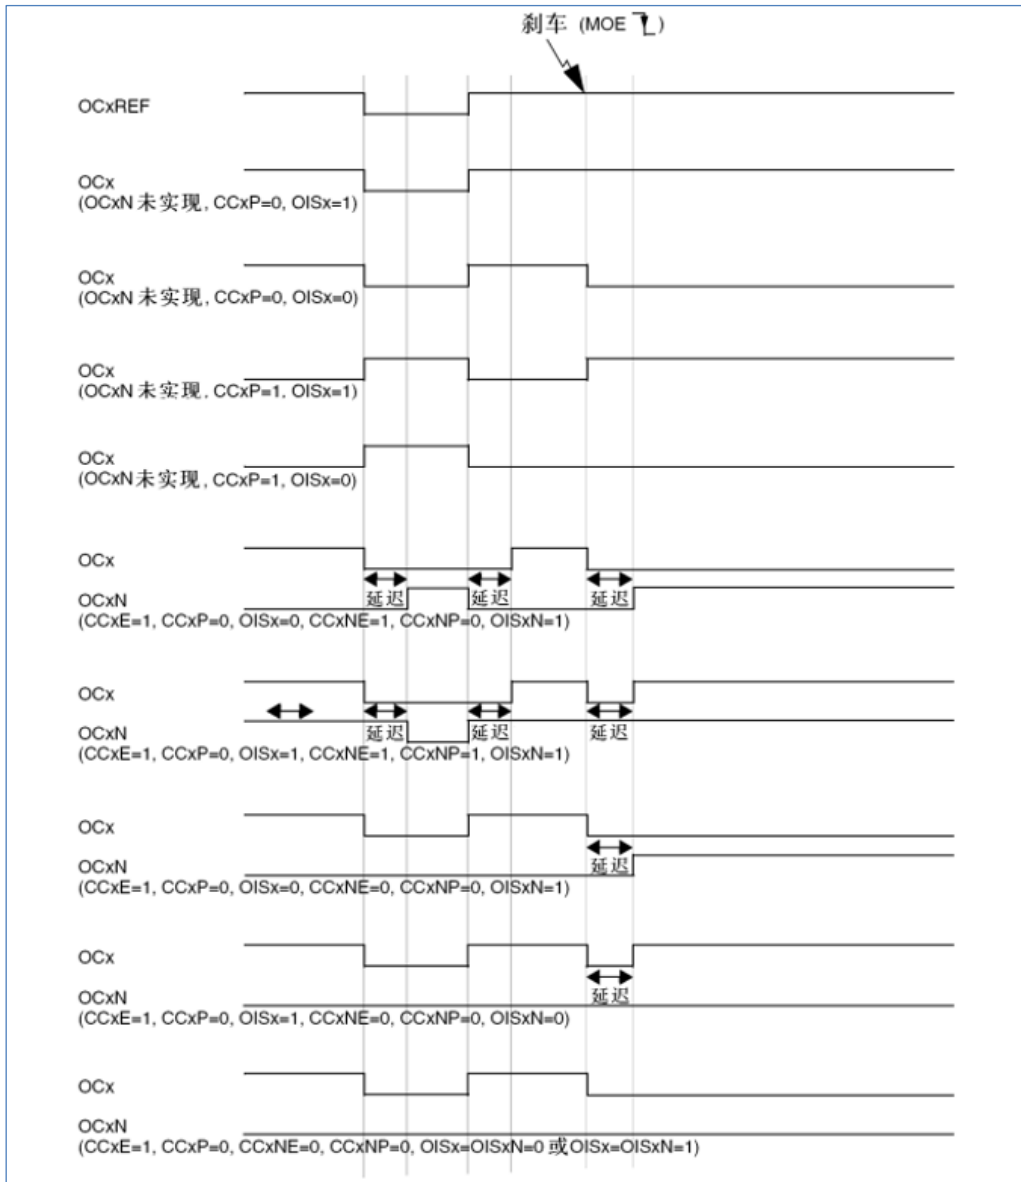 刹车 (MOE )
OCxREF
OCx
(OCxN 未实现, CCxP=0, OISx=1)
OCx
(OCxN 未实现, CCxP=0, OISx=0)
OCx
(OCxN 未实现, CCxP=1, OISx=1)
OCx
(OCxN 未实现, CCxP=1, OISx=0)
OCx
延迟 延迟 延迟
OCxN
(CCxE=1, CCxP=0, OISx=0, CCxNE=1, CCxNP=0, OISxN=1)
OCx
OCxN 延迟 延迟 延迟
(CCxE=1, CCxP=0, OISx=1, CCxNE=1, CCxNP=1, OISxN=1)
OCx
OCxN 延迟
(CCxE=1, CCxP=0, OISx=0, CCxNE=0, CCxNP=0, OISxN=1)
OCx
OCxN 延迟
(CCxE=1, CCxP=0, OISx=1, CCxNE=0, CCxNP=0, OISxN=0)
OCx
OCxN
(CCxE=1, CCxP=0, CCxNE=0, CCxNP=0, OISx=OISxN=0 或OISx=OISxN=1)